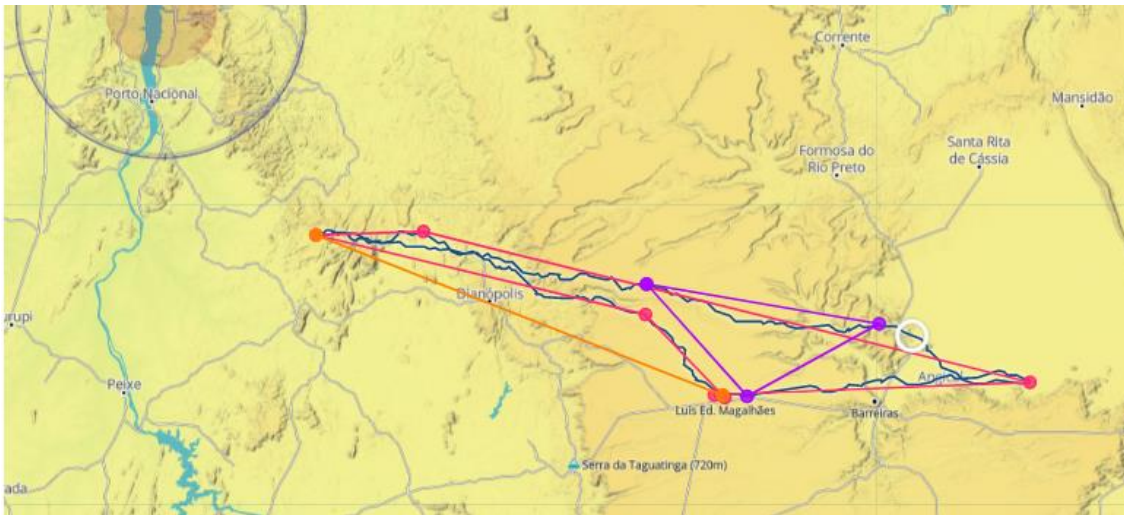 Corrente
Porto Nacional
Mansidão
Santa Rita
de Cássia
Formosa do
Rio Preto
Dianópolis
urupi
Peixe
Luís Ed. Magalhães
Barreiras
Serra da Taguatinga (720m)
ada